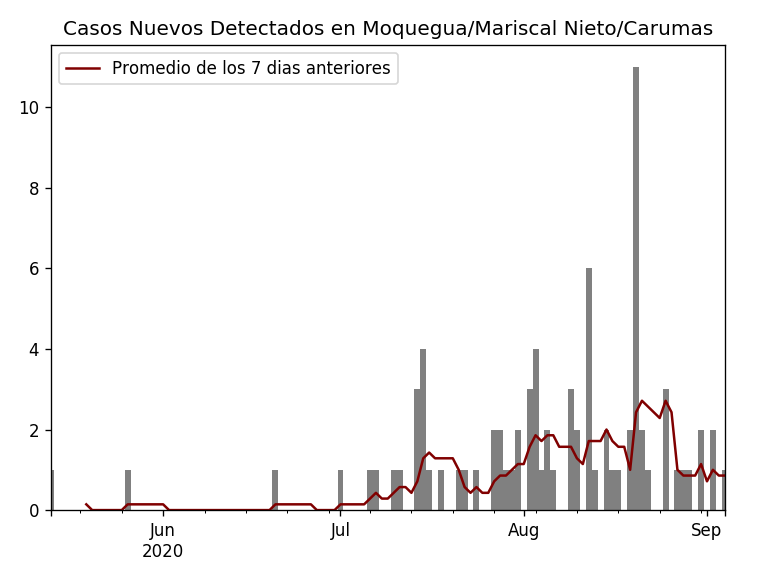 Casos Nuevos Detectados en Moquegua/Mariscal Nieto/Carumas
Promedio de los 7 dias anteriores
10
8
6
4
2
0
Jun
2020
Jul
Aug
Sep